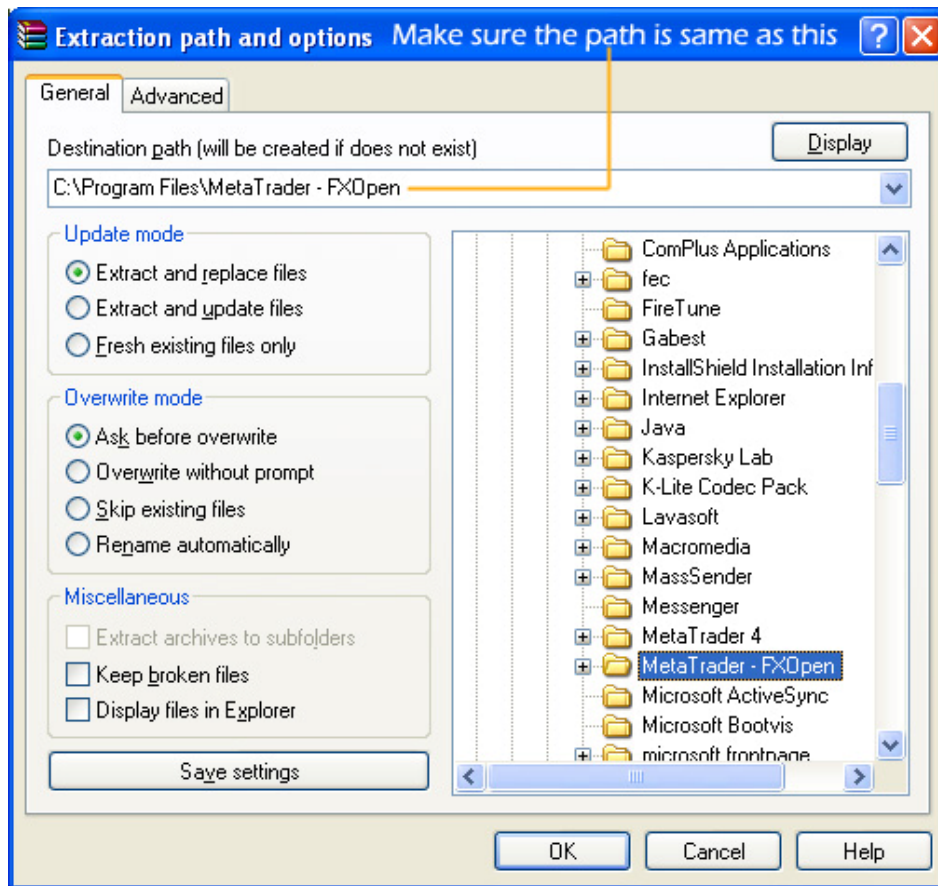 Extraction path and options Make sure the path is same as this
General Advanced
Destination path (will be created if does not exist)
Display
C:\Program Files\MetaTrader - FXOpen
Update mode
Extract and replace files
Extract and update files
Fresh existing files only
Overwrite mode
Ask before overwrite
Overwrite without prompt
Skip existing files
Rename automatically
Miscellaneous
Extract archives to subfolders
Keep broken files
Display files in Explorer
Save settings
ComPlus Applications
fec
FireTune
Gabest
InstallShield Installation Inf
Internet Explorer
Java
Kaspersky Lab
K-Lite Codec Pack
Lavasoft
Macromedia
MassSender
Messenger
MetaTrader 4
MetaTrader - FXOpen
Microsoft ActiveSync
Microsoft Bootvis
microsoft frontpage
OK Cancel Help